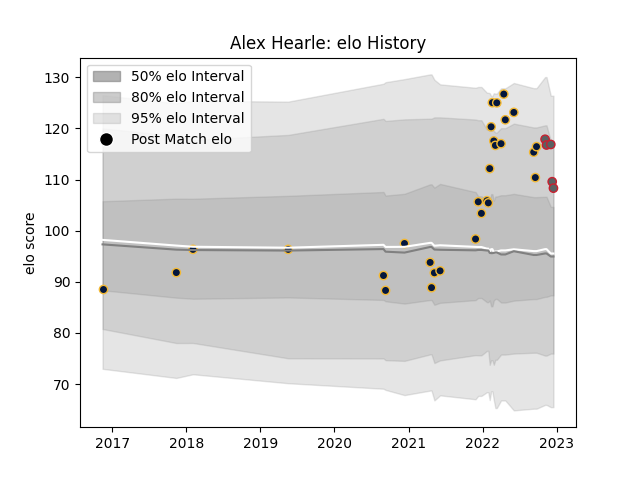 Alex Hearle: elo History
50% elo Interval
80% elo Interval
95% elo Interval
Post Match elo
elo score
130
120
110
100
90
80
70
2017
2018
2019
2020
2021
2022
2023